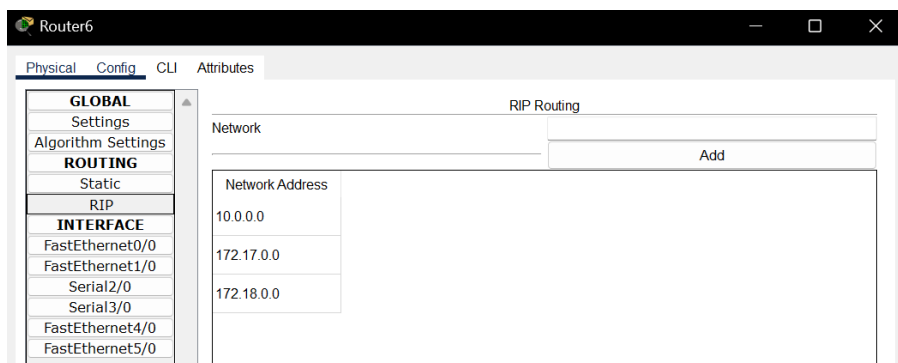 Router6
Physical Config CLI Attributes
GLOBAL
Settings
Algorithm Settings
ROUTING
Static
RIP
INTERFACE
FastEthernet0/0
FastEthernet1/0
Serial2/0
Serial3/0
FastEthernet4/0
FastEthernet5/0
RIP Routing
Network
Add
Network Address
10.0.0.0
172.17.0.0
172.18.0.0